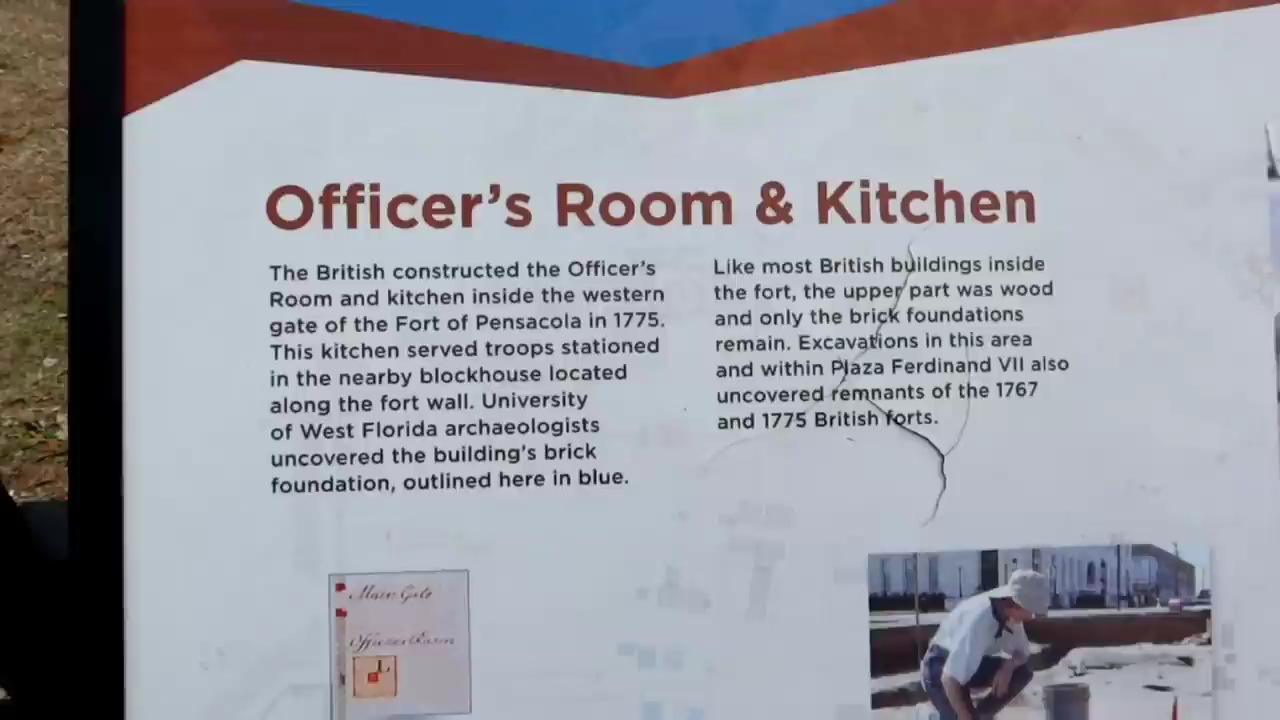 Officer's Room & Kitchen
The British constructed the Officer's
Room and kitchen inside the western
gate of the Fort of Pensacola in 1775.
This kitchen served troops stationed
in the nearby blockhouse located
along the fort wall. University
of West Florida archaeologists
uncovered the building's brick
foundation, outlined here in blue.
Like most British buildings inside
the fort, the upper part was wood
and only the brick foundations
remain. Excavations in this area
and within Plaza Ferdinand VII also
uncovered remnants of the 1767
and 1775 British forts.
Main Gate
Officers Room
L